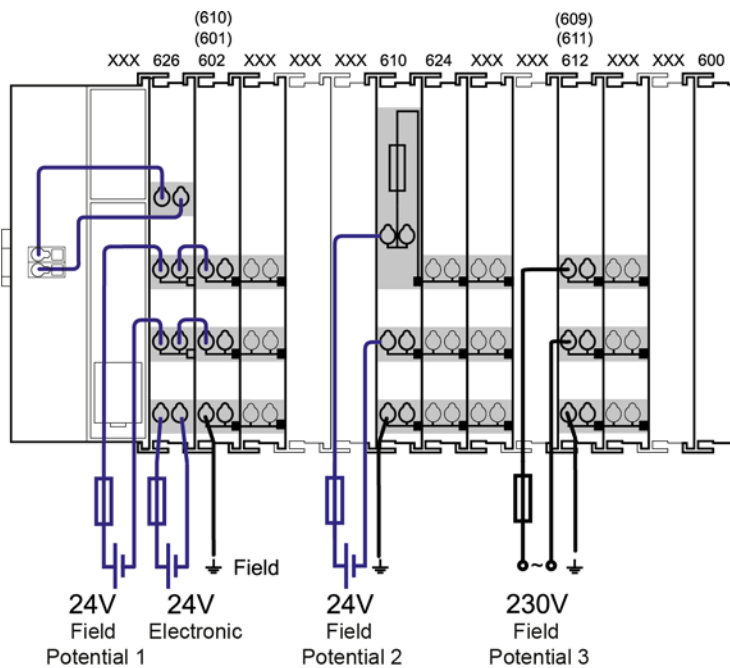 (610) (609)
(601) (611)
XXX 626 602 XXX XXX XXX 610 624 XXX XXX 612 XXX XXX 600
Field
24V 24V 24V 230V
Field Electronic Field Field
Potential 1 Potential 2 Potential 3